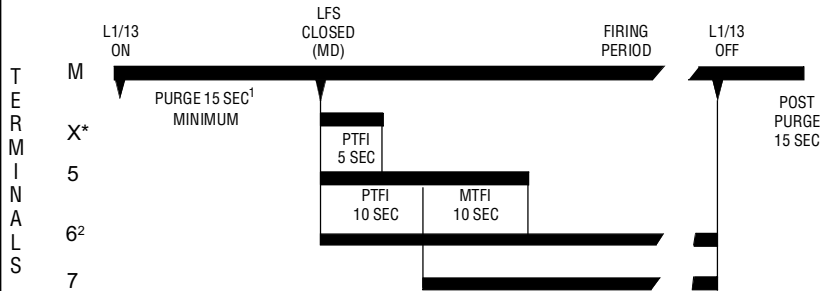 L1/13
ON
LFS
CLOSED
(MD)
FIRING
PERIOD
L1/13
OFF
TERMINALS
M
PURGE 15 SEC¹
MINIMUM
POST
PURGE
15 SEC
X*
PTFI
5 SEC
5
PTFI
10 SEC
MTFI
10 SEC
6²
7